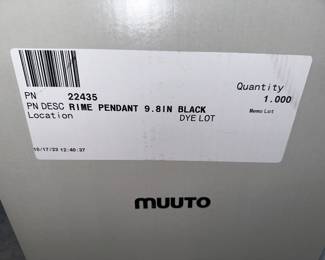 PN 22435 Quantity
PN DESC RIME PENDANT 9.8IN BLACK 1.000
Location DYE LOT Memo Lot
10/17/23 12:40:37
muuto